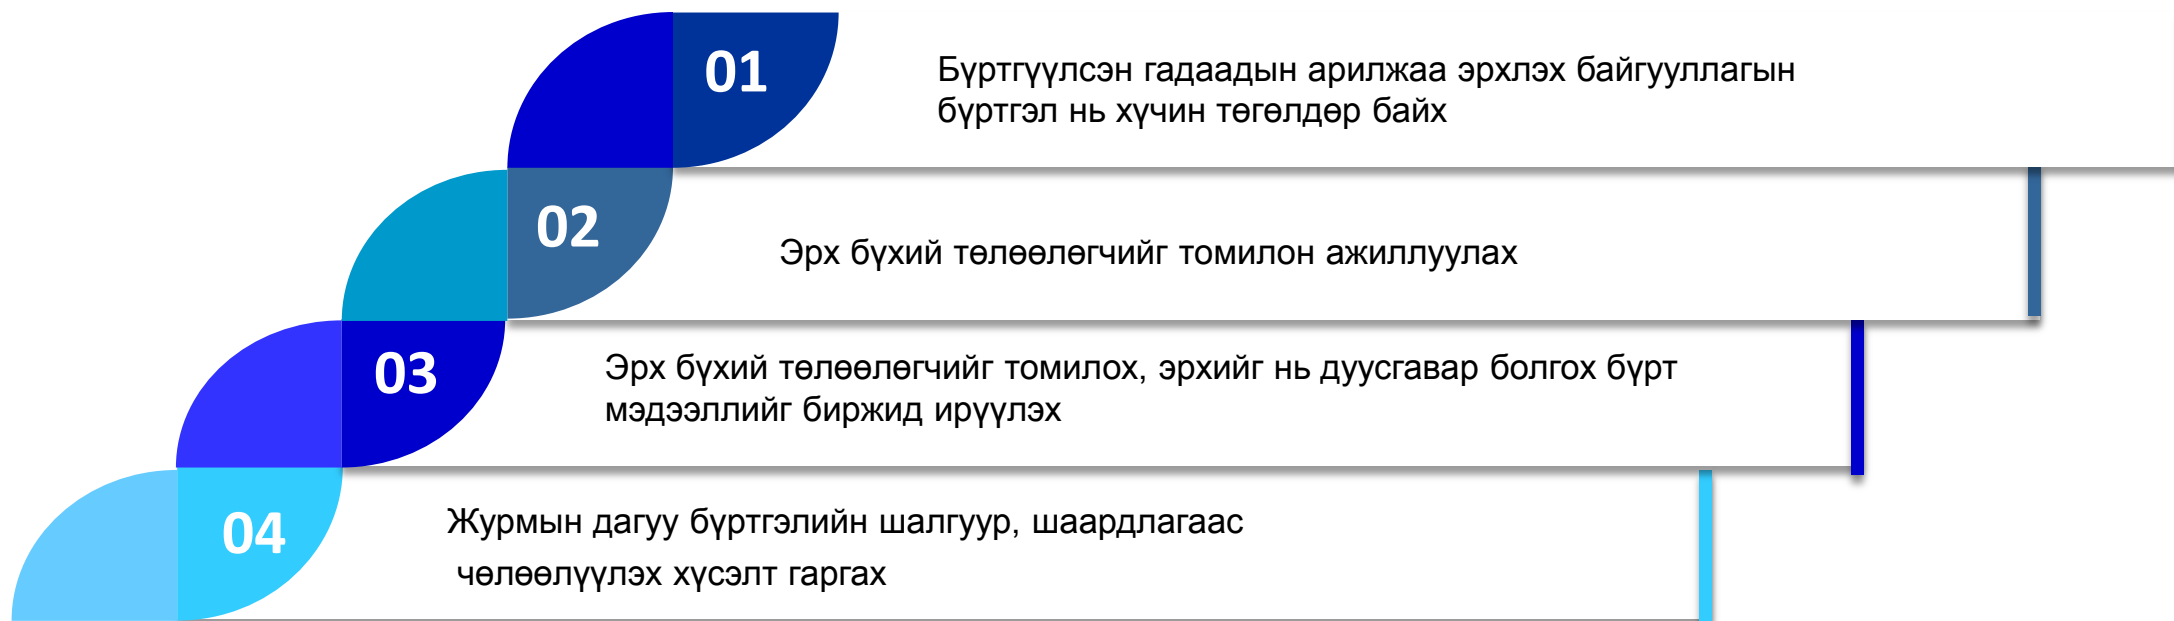 01
Бүртгүүлсэн гадаадын арилжаа эрхлэх байгууллагын
бүртгэл нь хүчин төгөлдөр байх
02
Эрх бүхий төлөөлөгчийг томилон ажиллуулах
03
Эрх бүхий төлөөлөгчийг томилох, эрхийг нь дуусгавар болгох бүрт
мэдээллийг биржид ирүүлэх
04
Журмын дагуу бүртгэлийн шалгуур, шаардлагаас
чөлөөлүүлэх хүсэлт гаргах